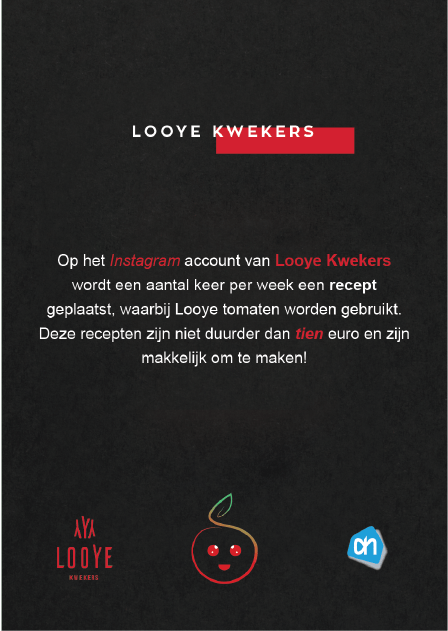 LOOYE KWEKERS
Op het Instagram account van Looye Kwekers
wordt een aantal keer per week een recept
geplaatst, waarbij Looye tomaten worden gebruikt.
Deze recepten zijn niet duurder dan tien euro en zijn
makkelijk om te maken!
LOOYE
KWEKERS
ah